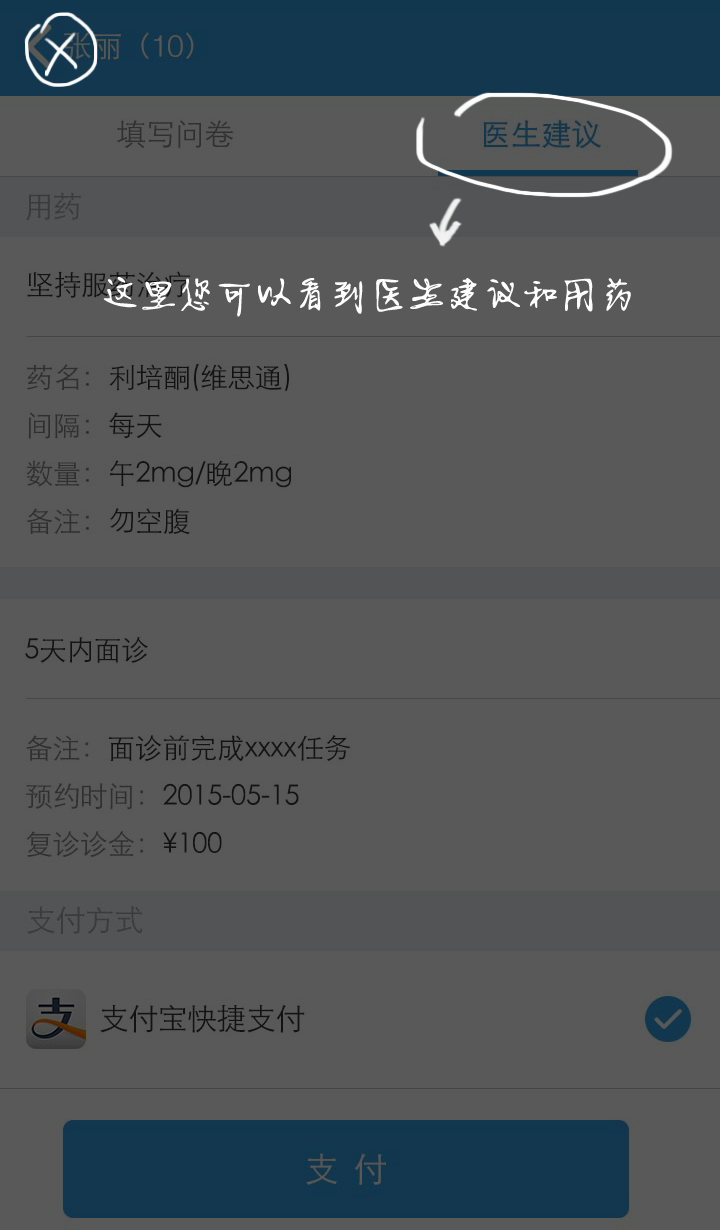 张丽（10）
填写问卷 医生建议
用药
坚持服药治疗
这里您可以看到医生建议和用药
药名：利培酮(维思通)
间隔：每天
数量：午2mg/晚2mg
备注：勿空腹
5天内面诊
备注：面诊前完成xxxx任务
预约时间：2015-05-15
复诊诊金：¥100
支付方式
支 支付宝快捷支付
支 付